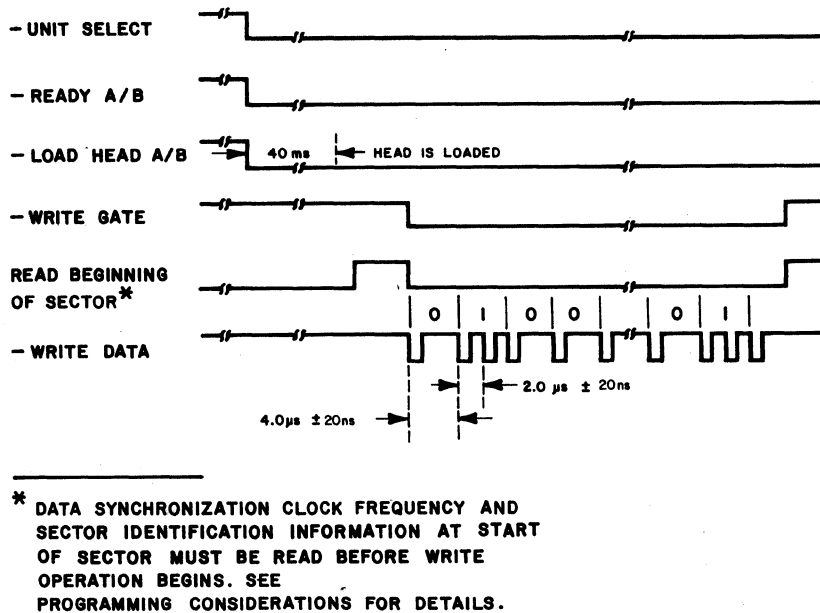 – UNIT SELECT
– READY A/B
– LOAD HEAD A/B
40 ms
HEAD IS LOADED
– WRITE GATE
READ BEGINNING
OF SECTOR*
0 1 0 0 0 1
– WRITE DATA
2.0 µs ± 20ns
4.0µs ± 20ns
* DATA SYNCHRONIZATION CLOCK FREQUENCY AND
SECTOR IDENTIFICATION INFORMATION AT START
OF SECTOR MUST BE READ BEFORE WRITE
OPERATION BEGINS. SEE
PROGRAMMING CONSIDERATIONS FOR DETAILS.